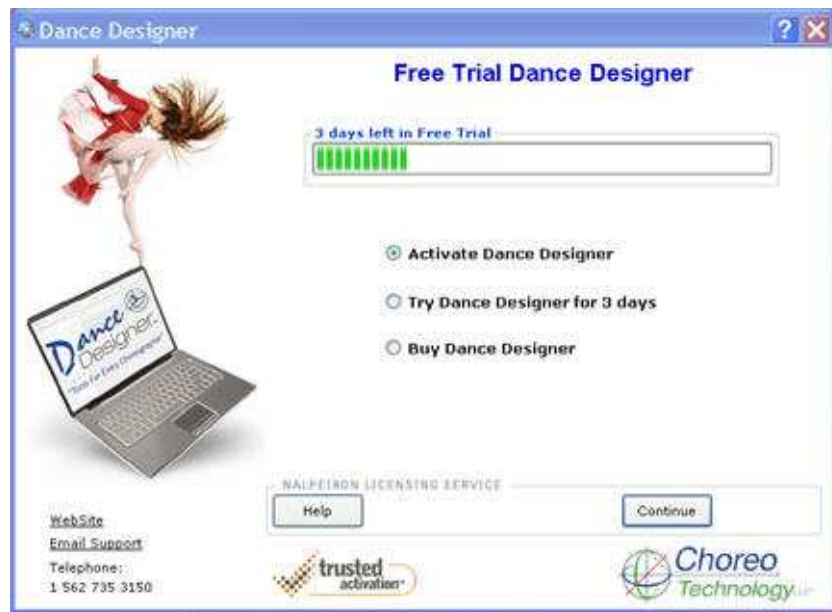 Dance Designer
Free Trial Dance Designer
3 days left in Free Trial
Activate Dance Designer
Try Dance Designer for 3 days
Buy Dance Designer
Dance
Designer
"Tools For Every Choreographer"
NALPEIRON LICENSING SERVICE
Help
Continue
WebSite
Email Support
Telephone:
1 562 735 3150
trusted
activation
Choreo
Technology